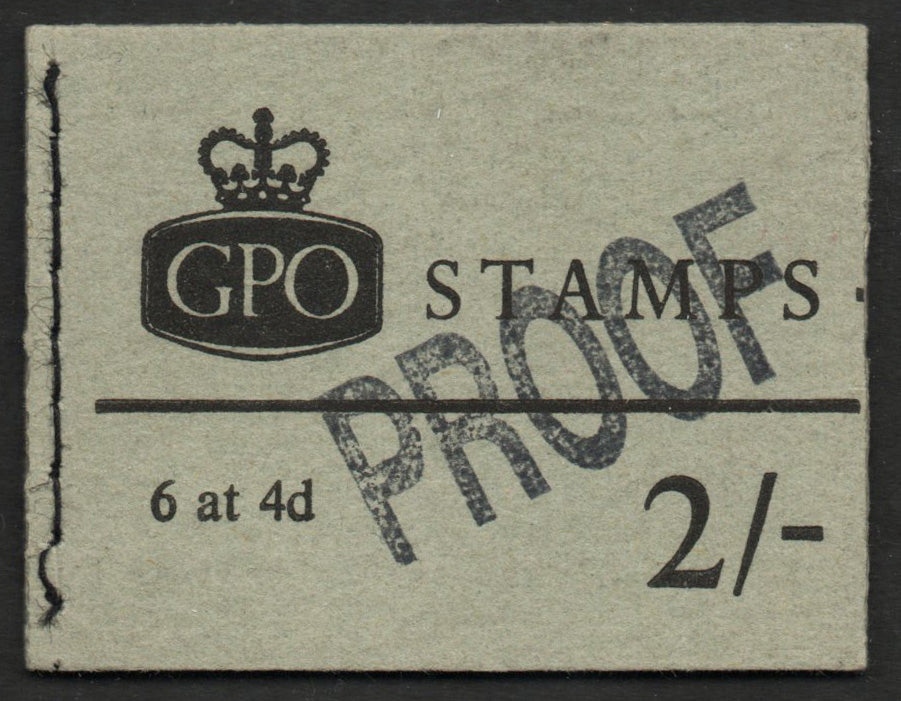 GPO STAMPS
PROOF
6 at 4d 2/-